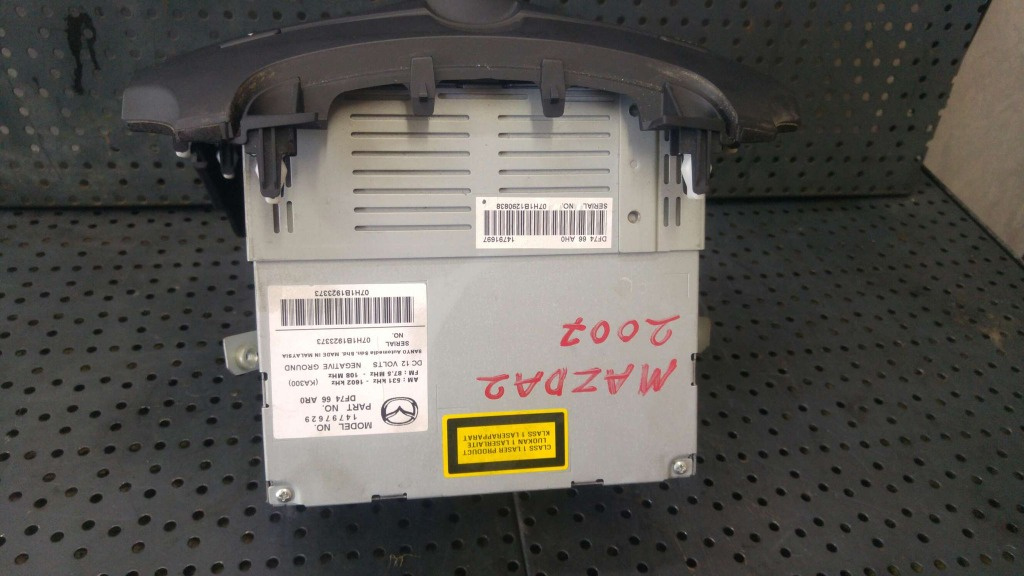 MAZDA2
2007
CLASS 1 LASER PRODUCT
LUOKAN 1 LASERLAITE
KLASS 1 LASERAPPARAT
MODEL NO. 14797629
PART NO. DF74 66 AR0
(KA300)
AM : 531 kHz - 1602 kHz
FM : 87.5 MHz - 108 MHz
DC 12 VOLTS NEGATIVE GROUND
SANYO Automedia Sdn. Bhd. MADE IN MALAYSIA
SERIAL NO. 07H1B1923373
07H1B1923373
DF74 66 AH0 14791697
SERIAL NO. 07H1B1290838